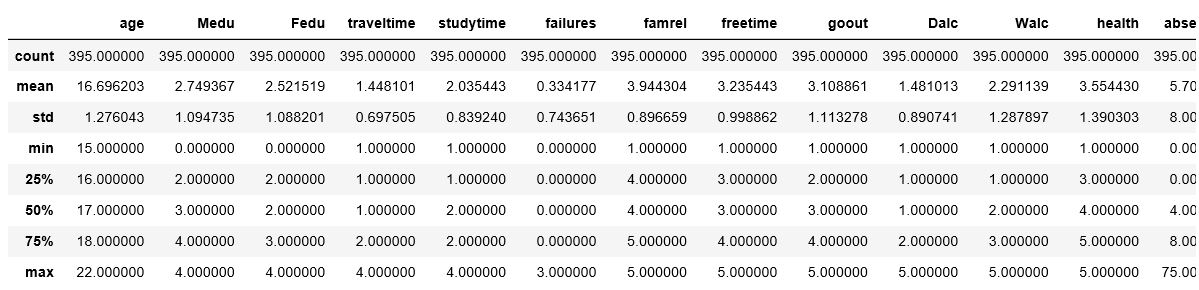 age Medu Fedu traveltime studytime failures famrel freetime goout Dalc Walc health abse
count 395.000000 395.000000 395.000000 395.000000 395.000000 395.000000 395.000000 395.000000 395.000000 395.000000 395.000000 395.000000 395.00
mean 16.696203 2.749367 2.521519 1.448101 2.035443 0.334177 3.944304 3.235443 3.108861 1.481013 2.291139 3.554430 5.70
std 1.276043 1.094735 1.088201 0.697505 0.839240 0.743651 0.896659 0.998862 1.113278 0.890741 1.287897 1.390303 8.00
min 15.000000 0.000000 0.000000 1.000000 1.000000 0.000000 1.000000 1.000000 1.000000 1.000000 1.000000 1.000000 0.00
25% 16.000000 2.000000 2.000000 1.000000 1.000000 0.000000 4.000000 3.000000 2.000000 1.000000 1.000000 3.000000 0.00
50% 17.000000 3.000000 2.000000 1.000000 2.000000 0.000000 4.000000 3.000000 3.000000 1.000000 2.000000 4.000000 4.00
75% 18.000000 4.000000 3.000000 2.000000 2.000000 0.000000 5.000000 4.000000 4.000000 2.000000 3.000000 5.000000 8.00
max 22.000000 4.000000 4.000000 4.000000 4.000000 3.000000 5.000000 5.000000 5.000000 5.000000 5.000000 5.000000 75.00